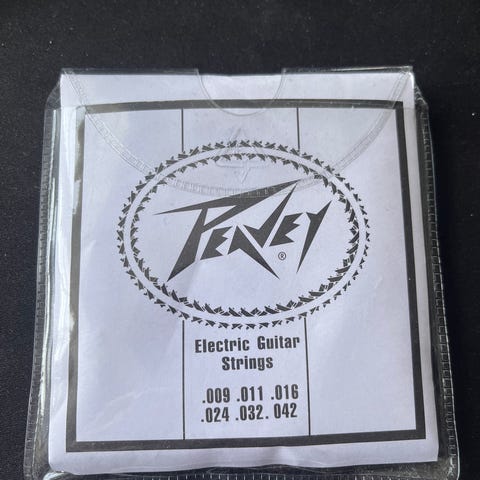 PEAVEY
®
Electric Guitar
Strings
.009 .011 .016
.024 .032. 042